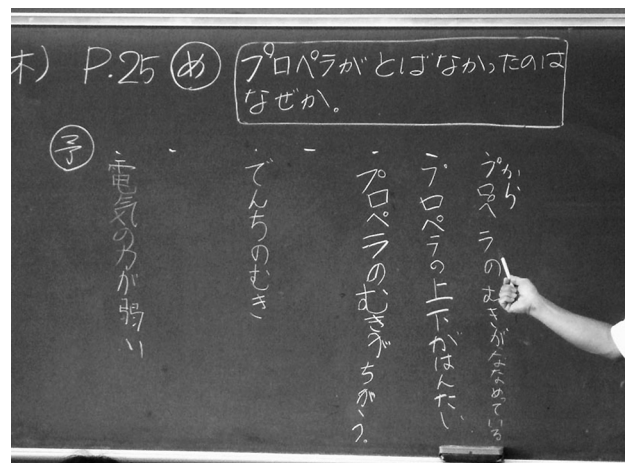 木) P.25 め
プロペラがとばなかったのは
なぜか。
予
・プロペラのむきがななめっている
から
・プロペラの上下がはんたい
・プロペラのむきがちがう。
・でんちのむき
・電気の力が弱い